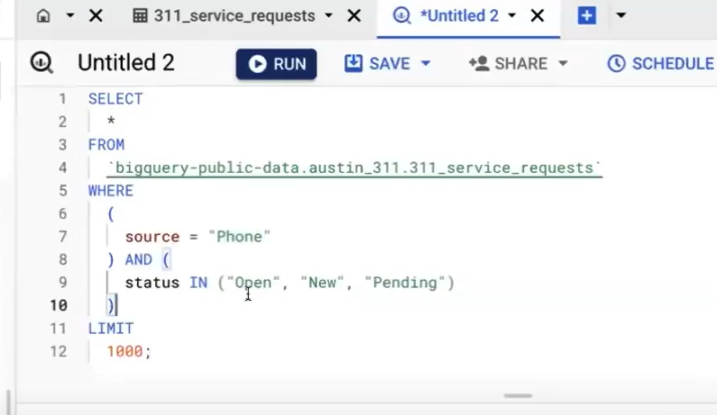 311_service_requests
*Untitled 2
Untitled 2
RUN
SAVE
SHARE
SCHEDULE
1 SELECT
2 *
3 FROM
4 `bigquery-public-data.austin_311.311_service_requests`
5 WHERE
6 (
7 source = "Phone"
8 ) AND (
9 status IN ("Open", "New", "Pending")
10 )
11 LIMIT
12 1000;